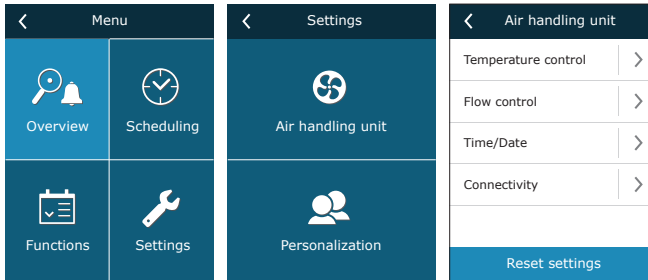 Menu
Overview
Scheduling
Functions
Settings
Settings
Air handling unit
Personalization
Air handling unit
Temperature control
Flow control
Time/Date
Connectivity
Reset settings